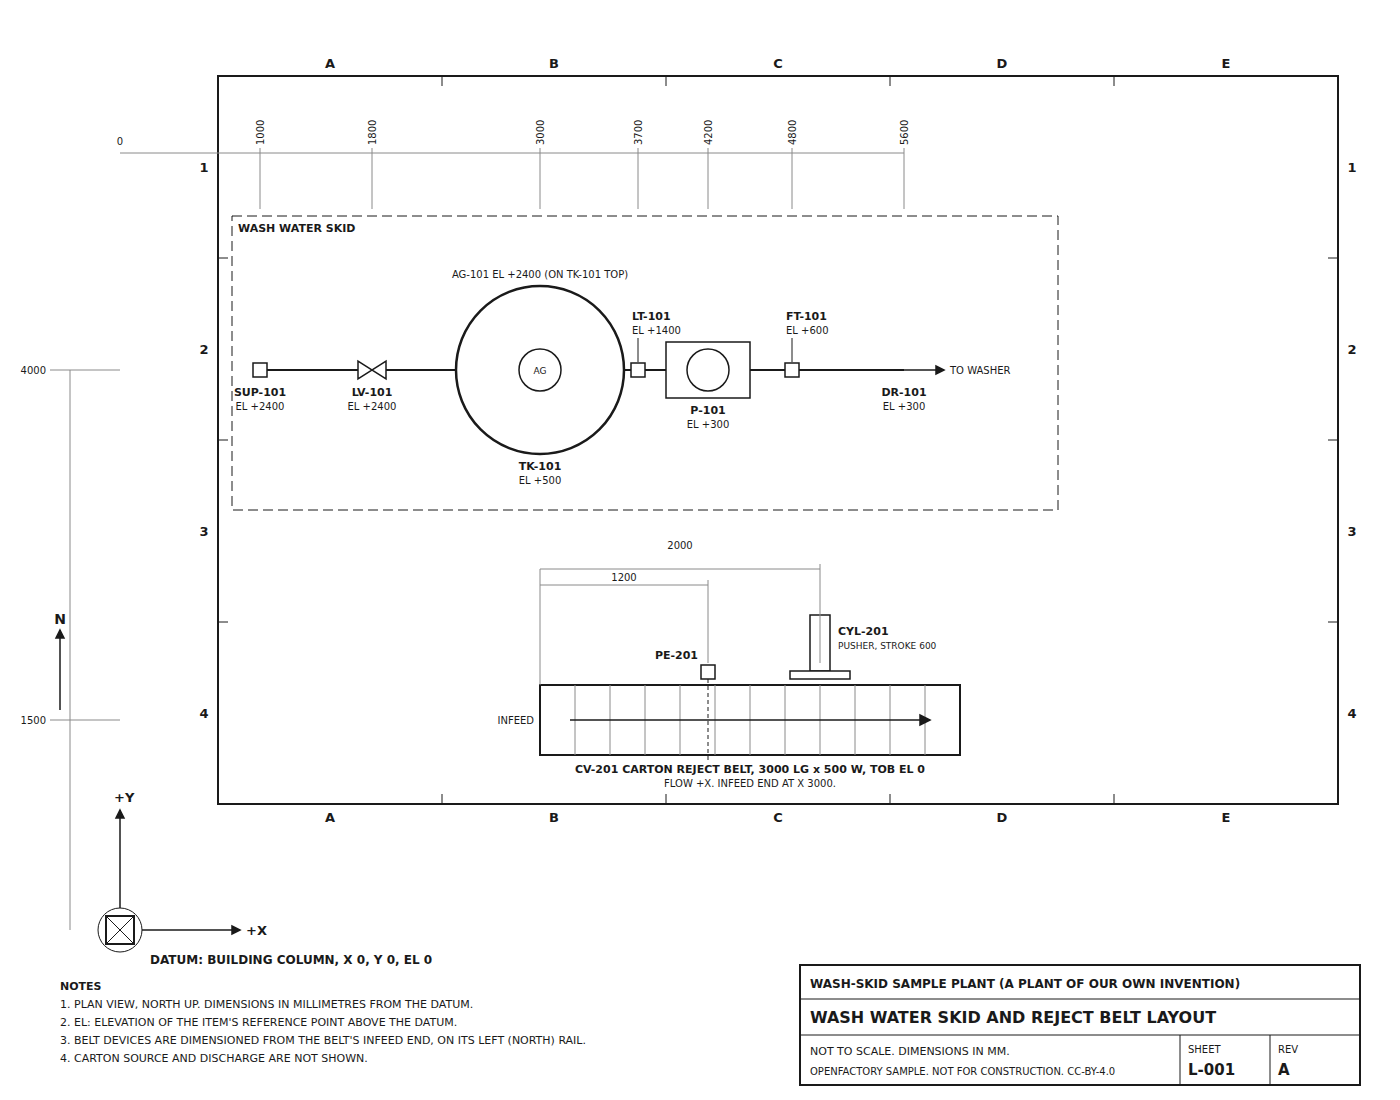 A B C D E
0 1000 1800 3000 3700 4200 4800 5600
1 1
WASH WATER SKID
AG-101 EL +2400 (ON TK-101 TOP)
LT-101
EL +1400
FT-101
EL +600
2 2
4000
AG
TO WASHER
SUP-101
EL +2400
LV-101
EL +2400
DR-101
EL +300
P-101
EL +300
TK-101
EL +500
3 3
2000
1200
N
CYL-201
PUSHER, STROKE 600
PE-201
4 4
1500
INFEED
CV-201 CARTON REJECT BELT, 3000 LG x 500 W, TOB EL 0
FLOW +X. INFEED END AT X 3000.
A B C D E
+Y
+X
DATUM: BUILDING COLUMN, X 0, Y 0, EL 0
NOTES
1. PLAN VIEW, NORTH UP. DIMENSIONS IN MILLIMETRES FROM THE DATUM.
2. EL: ELEVATION OF THE ITEM'S REFERENCE POINT ABOVE THE DATUM.
3. BELT DEVICES ARE DIMENSIONED FROM THE BELT'S INFEED END, ON ITS LEFT (NORTH) RAIL.
4. CARTON SOURCE AND DISCHARGE ARE NOT SHOWN.
WASH-SKID SAMPLE PLANT (A PLANT OF OUR OWN INVENTION)
WASH WATER SKID AND REJECT BELT LAYOUT
NOT TO SCALE. DIMENSIONS IN MM.
OPENFACTORY SAMPLE. NOT FOR CONSTRUCTION. CC-BY-4.0
SHEET
L-001
REV
A